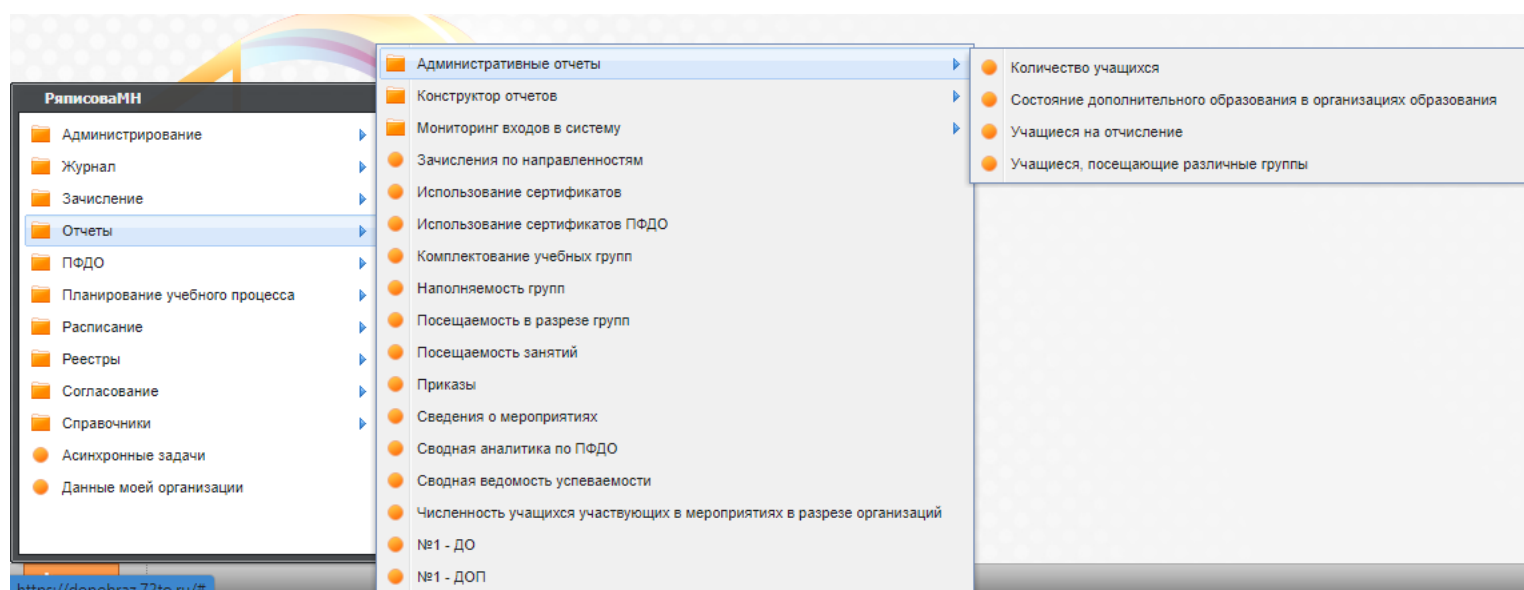 РяписоваМН
Администрирование
Журнал
Зачисление
Отчеты
ПФДО
Планирование учебного процесса
Расписание
Реестры
Согласование
Справочники
Асинхронные задачи
Данные моей организации
Административные отчеты
Конструктор отчетов
Мониторинг входов в систему
Зачисления по направленностям
Использование сертификатов
Использование сертификатов ПФДО
Комплектование учебных групп
Наполняемость групп
Посещаемость в разрезе групп
Посещаемость занятий
Приказы
Сведения о мероприятиях
Сводная аналитика по ПФДО
Сводная ведомость успеваемости
Численность учащихся участвующих в мероприятиях в разрезе организаций
№1 - ДО
№1 - ДОП
Количество учащихся
Состояние дополнительного образования в организациях образования
Учащиеся на отчисление
Учащиеся, посещающие различные группы